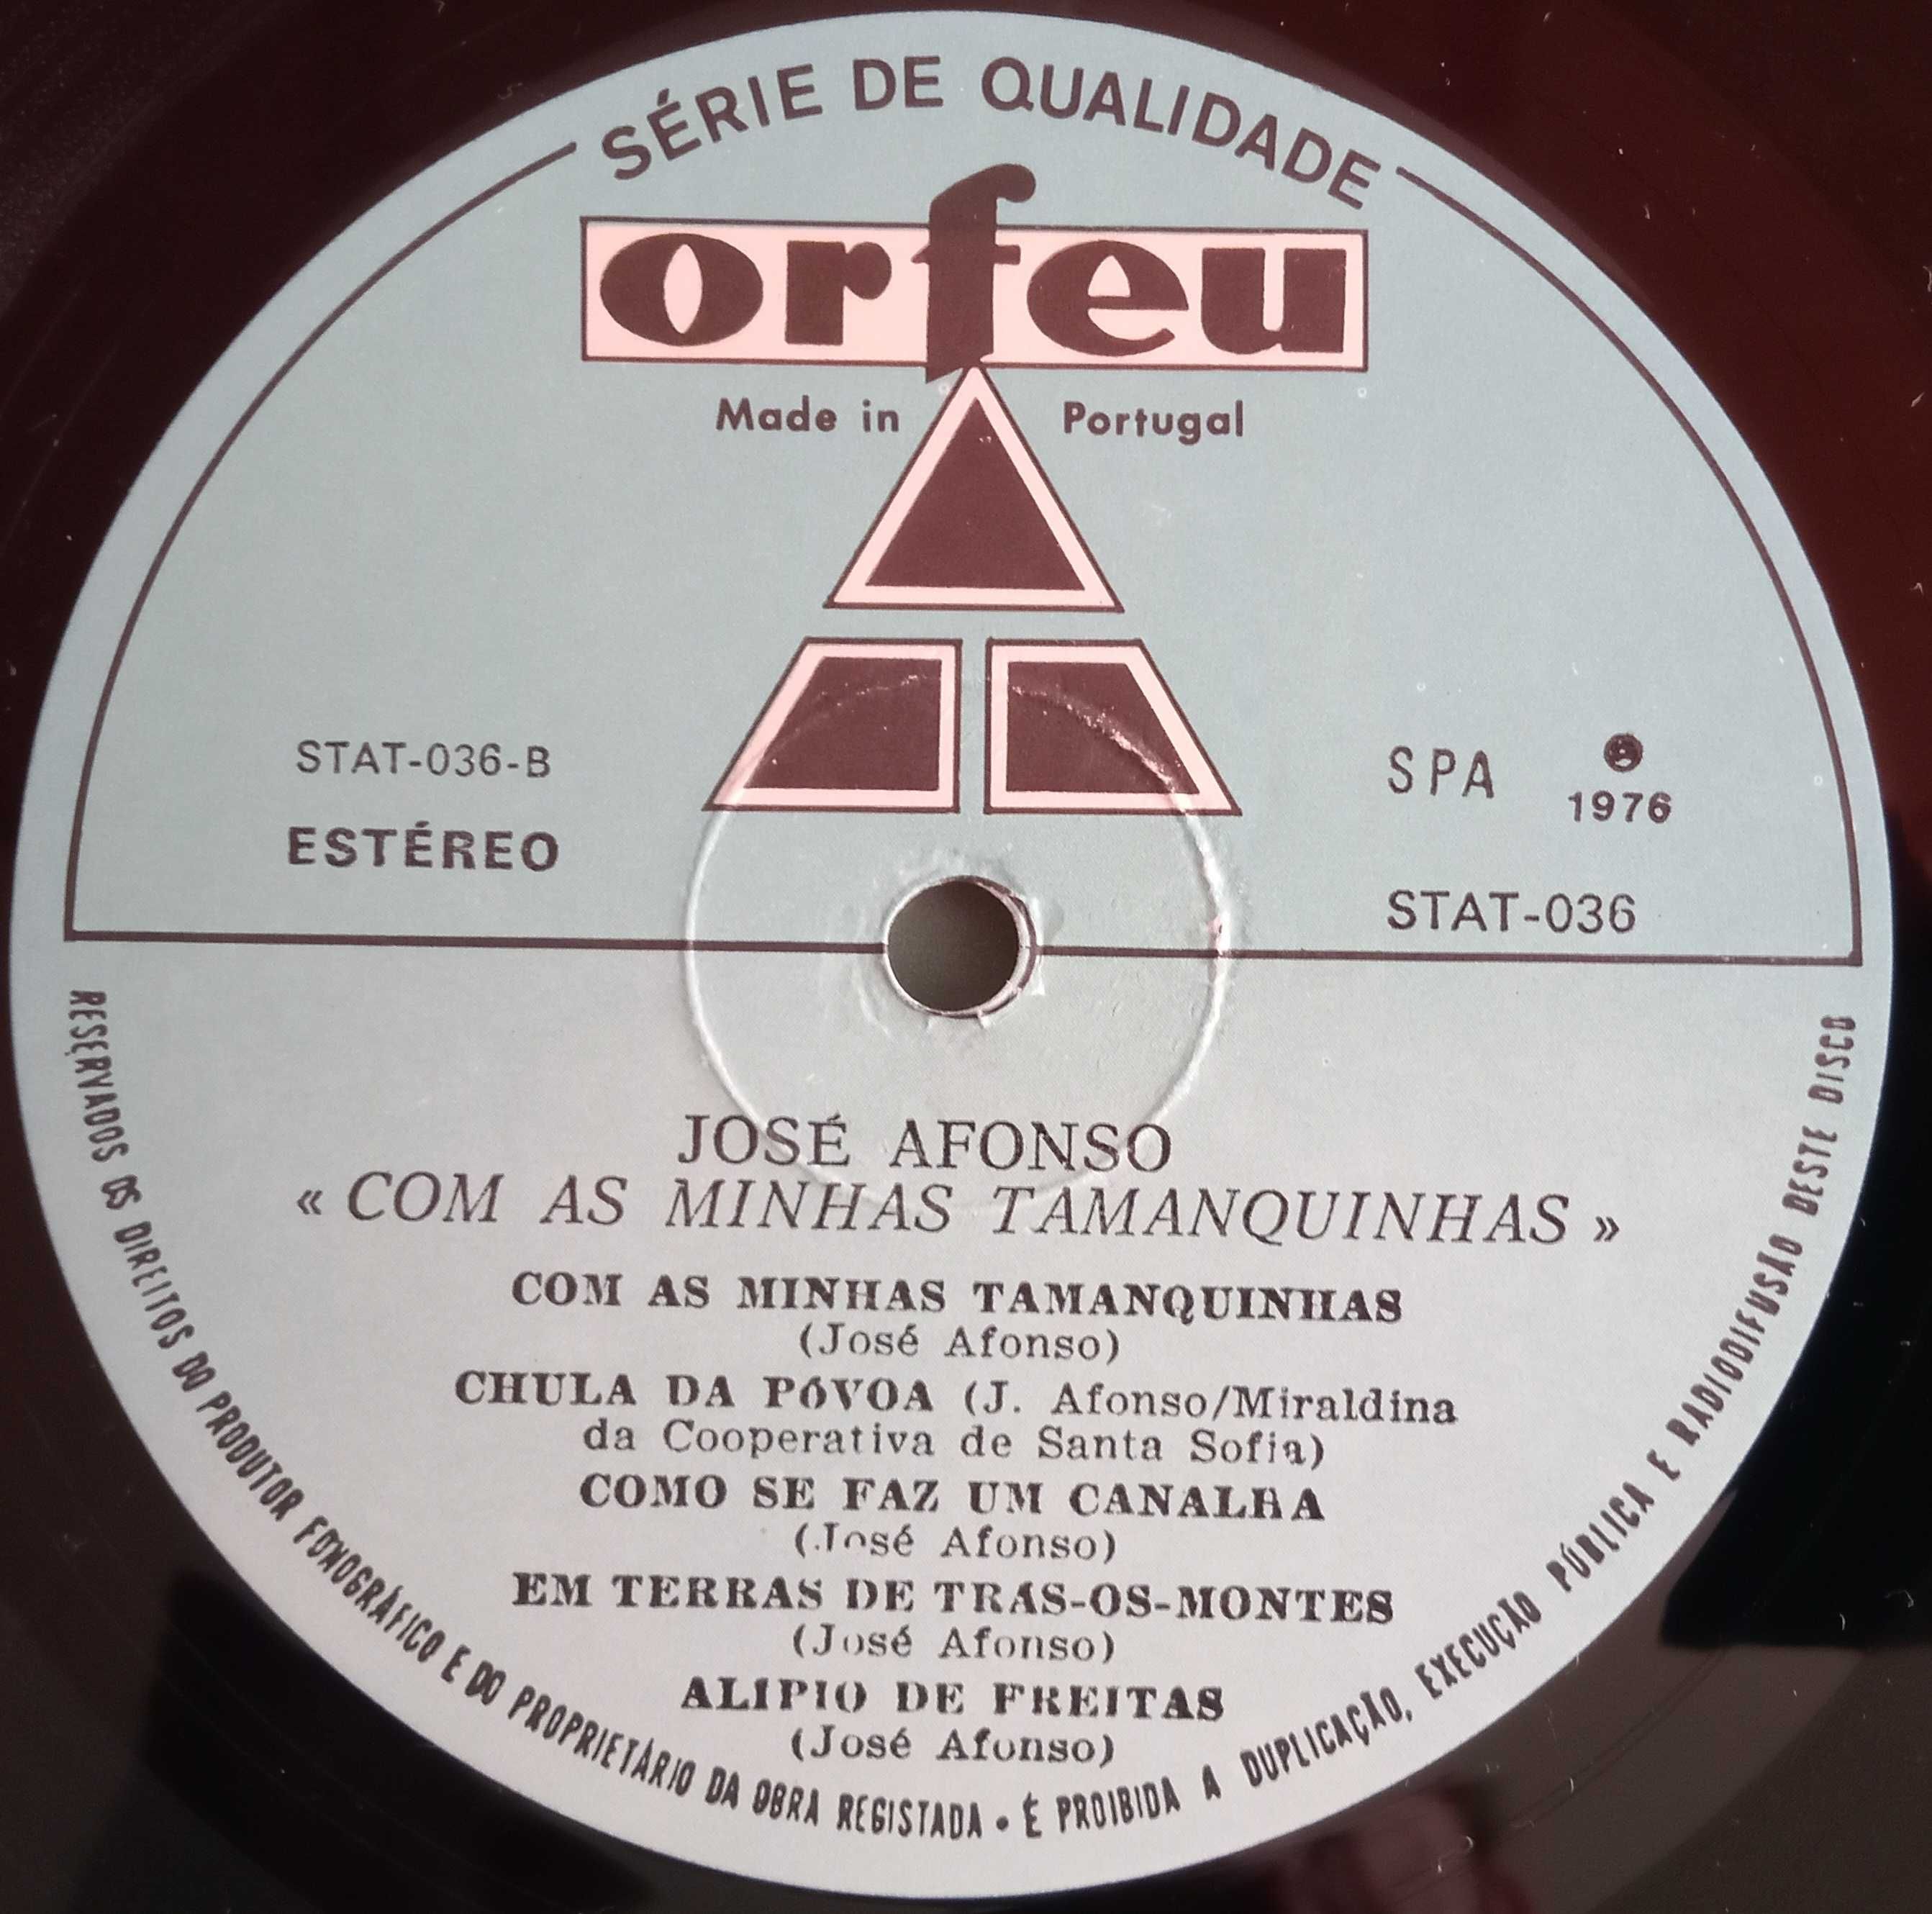 SÉRIE DE QUALIDADE
orfeu
Made in Portugal
STAT-036-B
ESTÉREO
SPA
℗
1976
STAT-036
JOSÉ AFONSO
« COM AS MINHAS TAMANQUINHAS »
COM AS MINHAS TAMANQUINHAS
(José Afonso)
CHULA DA PÓVOA (J. Afonso/Miraldina
da Cooperativa de Santa Sofia)
COMO SE FAZ UM CANALHA
(José Afonso)
EM TERRAS DE TRÁS-OS-MONTES
(José Afonso)
ALÍPIO DE FREITAS
(José Afonso)
RESERVADOS OS DIREITOS DO PRODUTOR FONOGRÁFICO E DO PROPRIETÁRIO DA OBRA REGISTADA • É PROIBIDA A DUPLICAÇÃO, EXECUÇÃO PÚBLICA E RADIODIFUSÃO DESTE DISCO